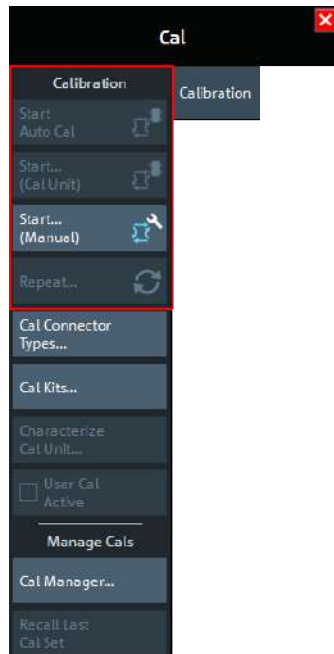 Cal
Calibration
Calibration
Start
Auto Cal
Start...
(Cal Unit)
Start...
(Manual)
Repeat...
Cal Connector
Types...
Cal Kits...
Characterize
Cal Unit...
User Cal
Active
Manage Cals
Cal Manager...
Recall Last
Cal Set